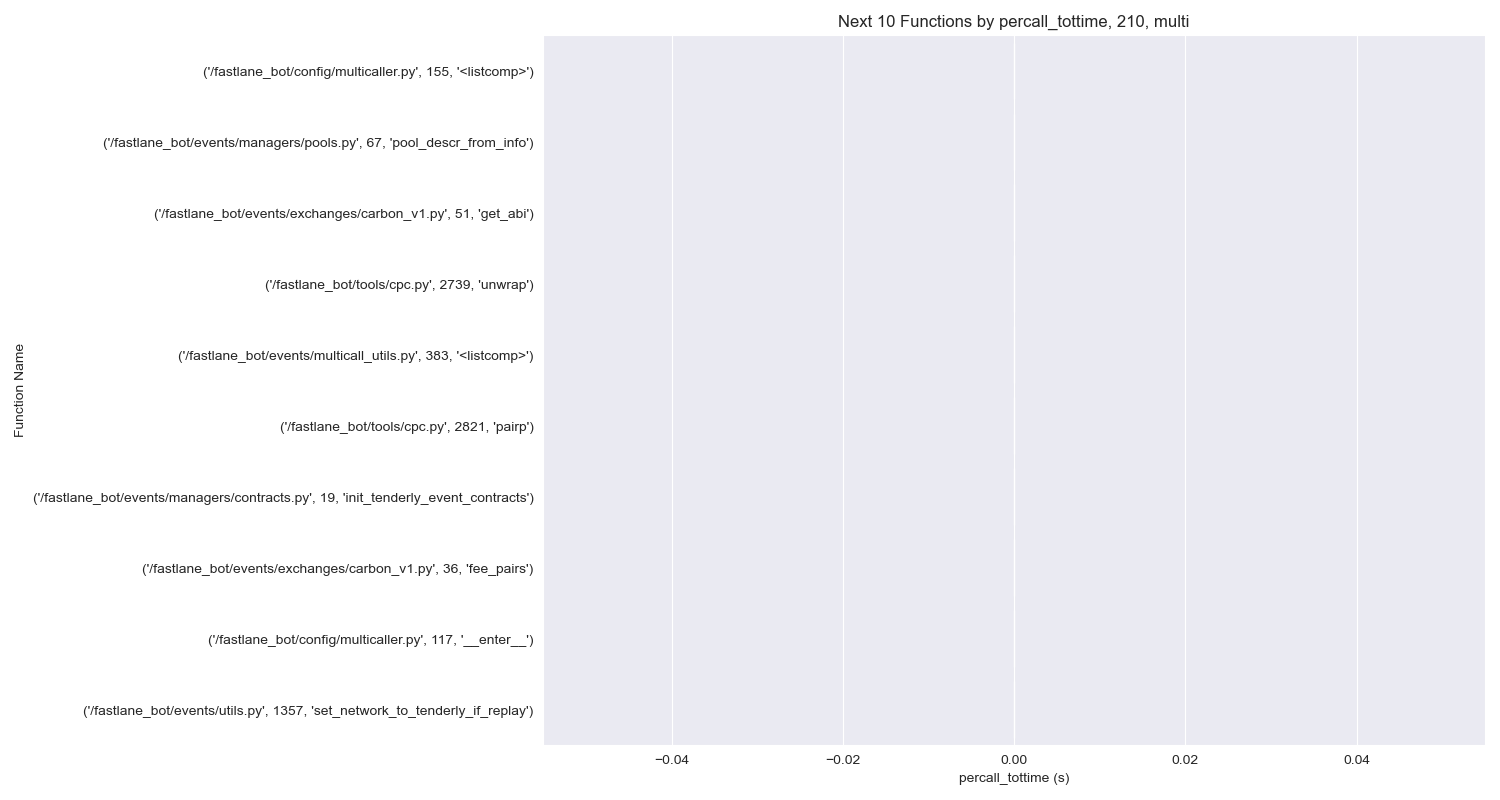 Next 10 Functions by percall_tottime, 210, multi
Function Name
('/fastlane_bot/config/multicaller.py', 155, '<listcomp>')
('/fastlane_bot/events/managers/pools.py', 67, 'pool_descr_from_info')
('/fastlane_bot/events/exchanges/carbon_v1.py', 51, 'get_abi')
('/fastlane_bot/tools/cpc.py', 2739, 'unwrap')
('/fastlane_bot/events/multicall_utils.py', 383, '<listcomp>')
('/fastlane_bot/tools/cpc.py', 2821, 'pairp')
('/fastlane_bot/events/managers/contracts.py', 19, 'init_tenderly_event_contracts')
('/fastlane_bot/events/exchanges/carbon_v1.py', 36, 'fee_pairs')
('/fastlane_bot/config/multicaller.py', 117, '__enter__')
('/fastlane_bot/events/utils.py', 1357, 'set_network_to_tenderly_if_replay')
−0.04 −0.02 0.00 0.02 0.04
percall_tottime (s)